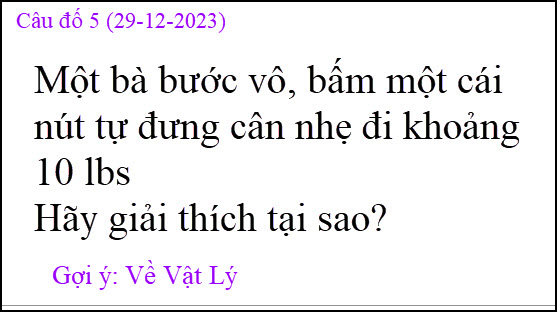 Câu đố 5 (29-12-2023)
Một bà bước vô, bấm một cái
nút tự đưng cân nhẹ đi khoảng
10 lbs
Hãy giải thích tại sao?
Gợi ý: Về Vật Lý